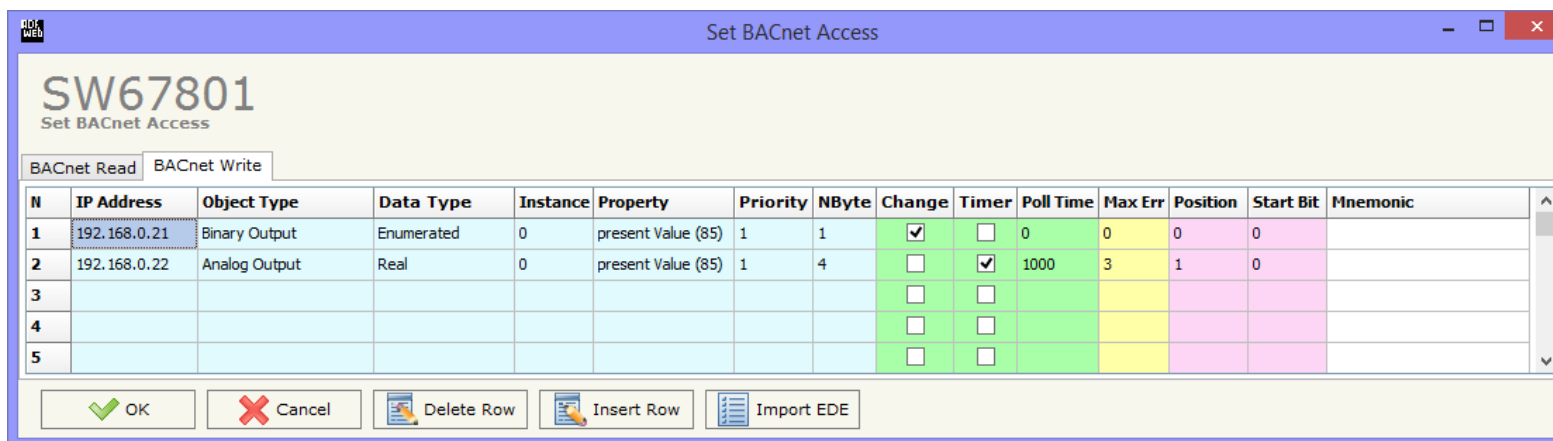 ADF
WEB
Set BACnet Access
SW67801
Set BACnet Access
BACnet Read BACnet Write
N IP Address Object Type Data Type Instance Property Priority NByte Change Timer Poll Time Max Err Position Start Bit Mnemonic
1 192.168.0.21 Binary Output Enumerated 0 present Value (85) 1 1 0 0 0 0
2 192.168.0.22 Analog Output Real 0 present Value (85) 1 4 1000 3 1 0
3
4
5
OK Cancel Delete Row Insert Row Import EDE